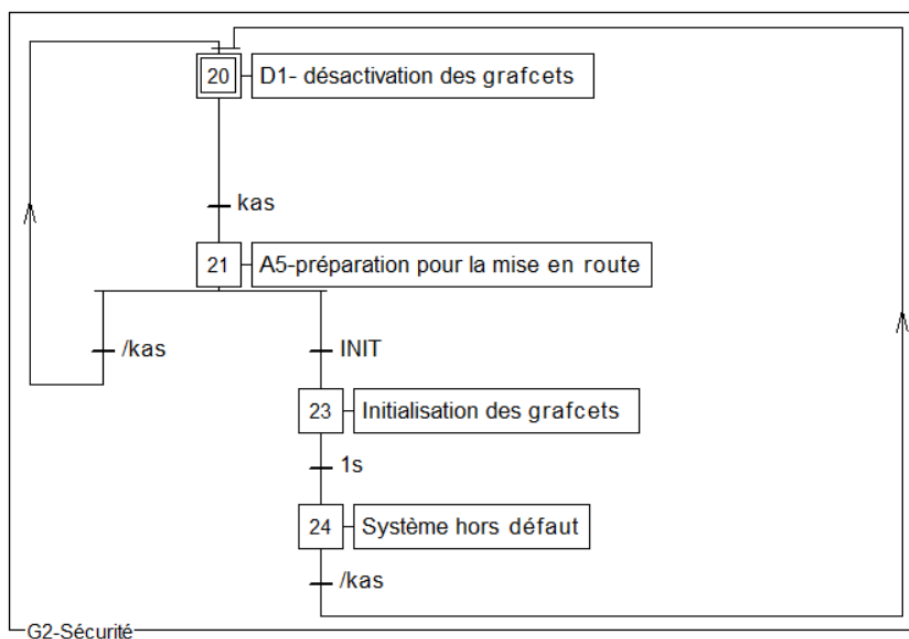 20
D1- désactivation des grafcets
kas
21
A5-préparation pour la mise en route
/kas
INIT
23
Initialisation des grafcets
1s
24
Système hors défaut
/kas
G2-Sécurité